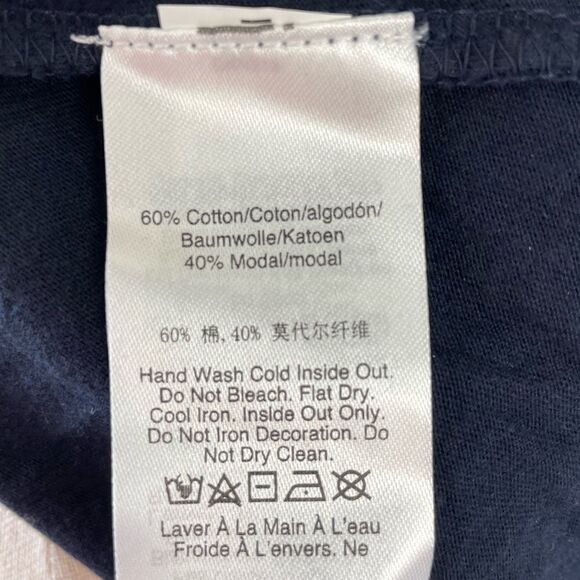 60% Cotton/Coton/algodón/
Baumwolle/Katoen
40% Modal/modal
60% 棉, 40% 莫代尔纤维
Hand Wash Cold Inside Out.
Do Not Bleach. Flat Dry.
Cool Iron. Inside Out Only.
Do Not Iron Decoration. Do
Not Dry Clean.
Laver À La Main À L'eau
Froide À L'envers. Ne